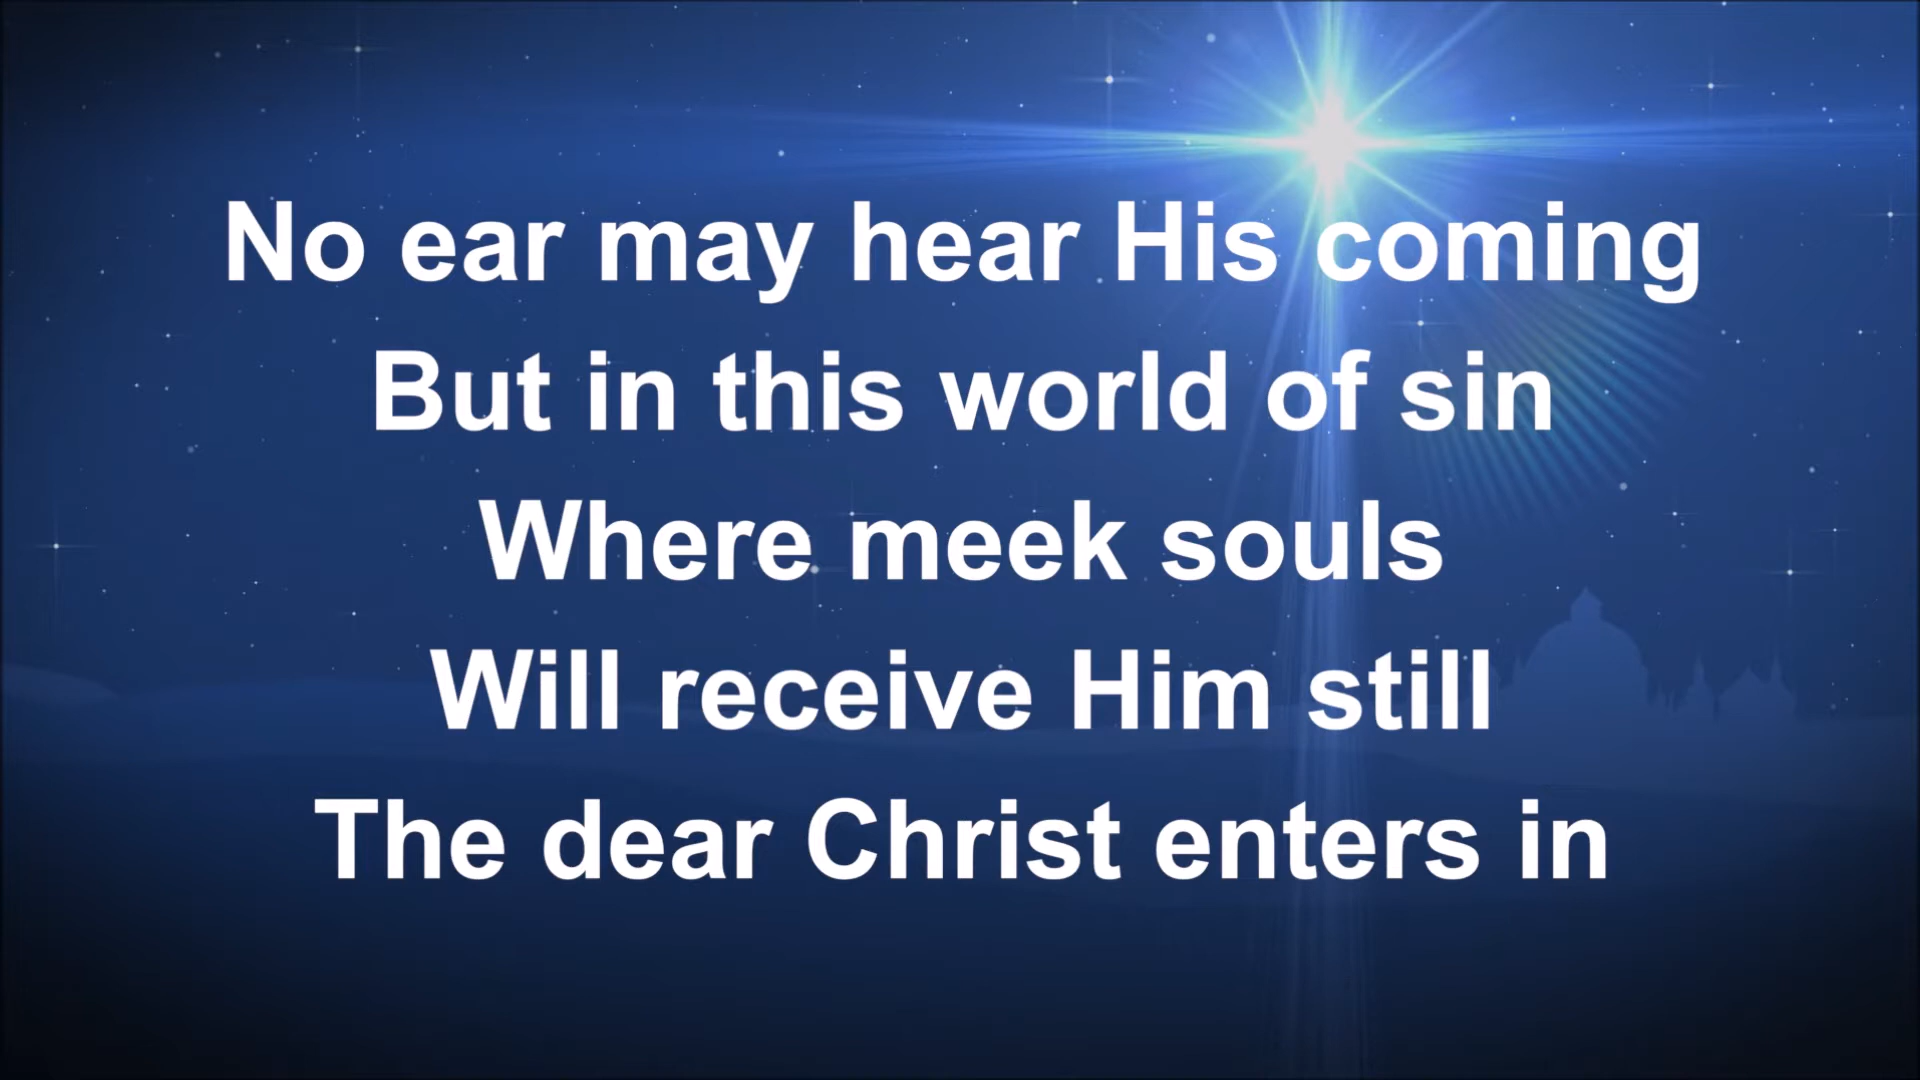 No ear may hear His coming
But in this world of sin
Where meek souls
Will receive Him still
The dear Christ enters in